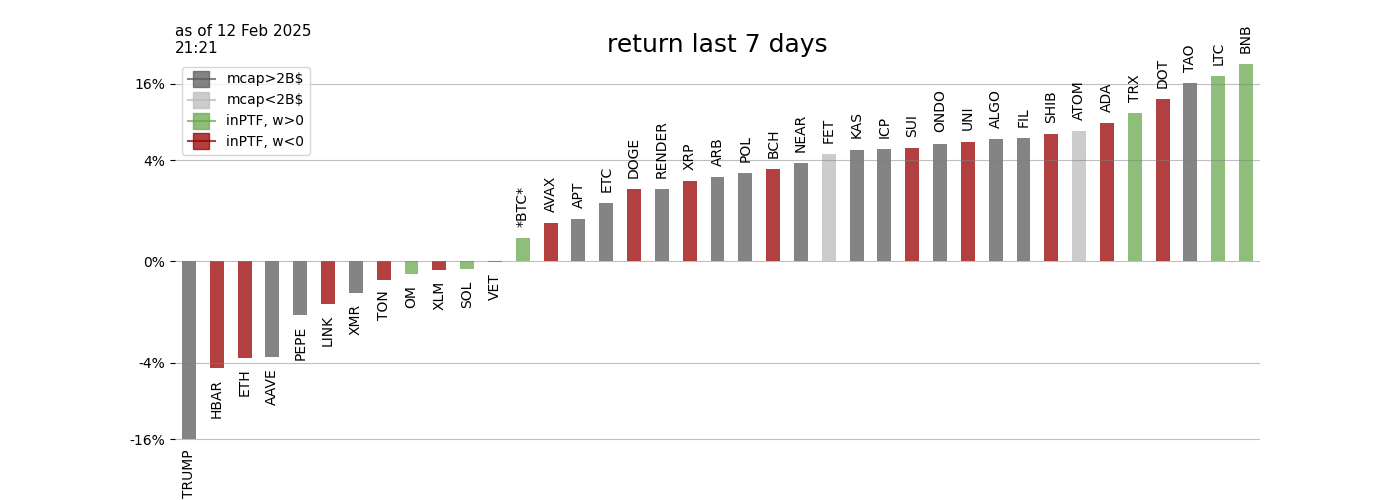 as of 12 Feb 2025
21:21
return last 7 days
mcap>2B$
mcap<2B$
inPTF, w>0
inPTF, w<0
16%
4%
0%
-4%
-16%
TRUMP
HBAR
ETH
AAVE
PEPE
LINK
XMR
TON
OM
XLM
SOL
VET
*BTC*
AVAX
APT
ETC
DOGE
RENDER
XRP
ARB
POL
BCH
NEAR
FET
KAS
ICP
SUI
ONDO
UNI
ALGO
FIL
SHIB
ATOM
ADA
TRX
DOT
TAO
LTC
BNB